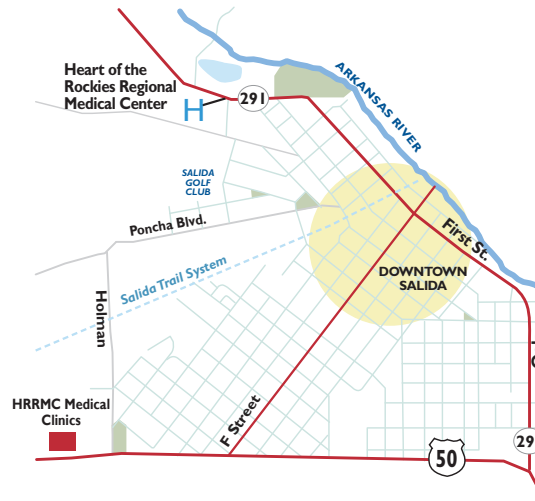 Heart of the
Rockies Regional
Medical Center
H
291
ARKANSAS RIVER
SALIDA
GOLF
CLUB
Poncha Blvd.
First St.
Salida Trail System
DOWNTOWN
SALIDA
Holman
HRRMC Medical
Clinics
F Street
50
29